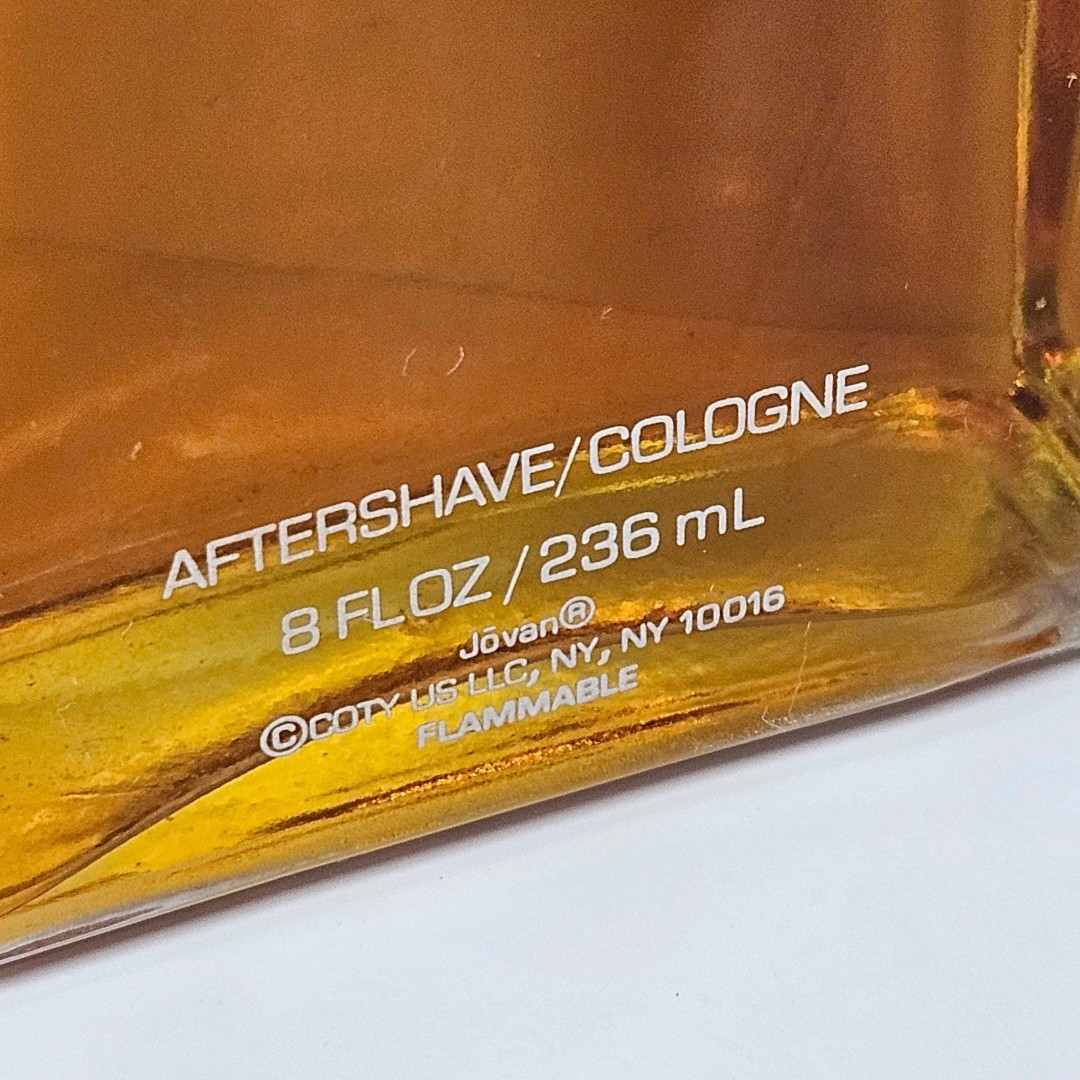 AFTERSHAVE/COLOGNE
8 FL OZ / 236 mL
Jōvan®
©COTY US LLC, NY, NY 10016
FLAMMABLE